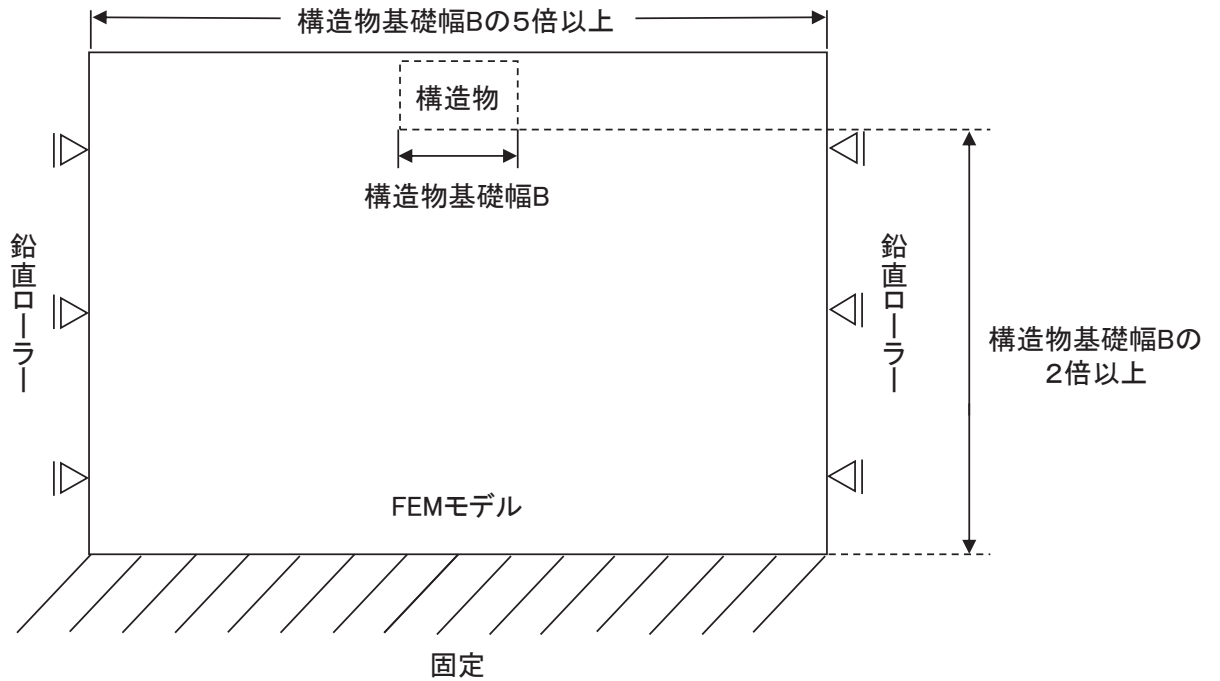 構造物基礎幅Bの5倍以上
構造物
構造物基礎幅B
鉛直ローラー
鉛直ローラー
構造物基礎幅Bの
2倍以上
FEMモデル
固定